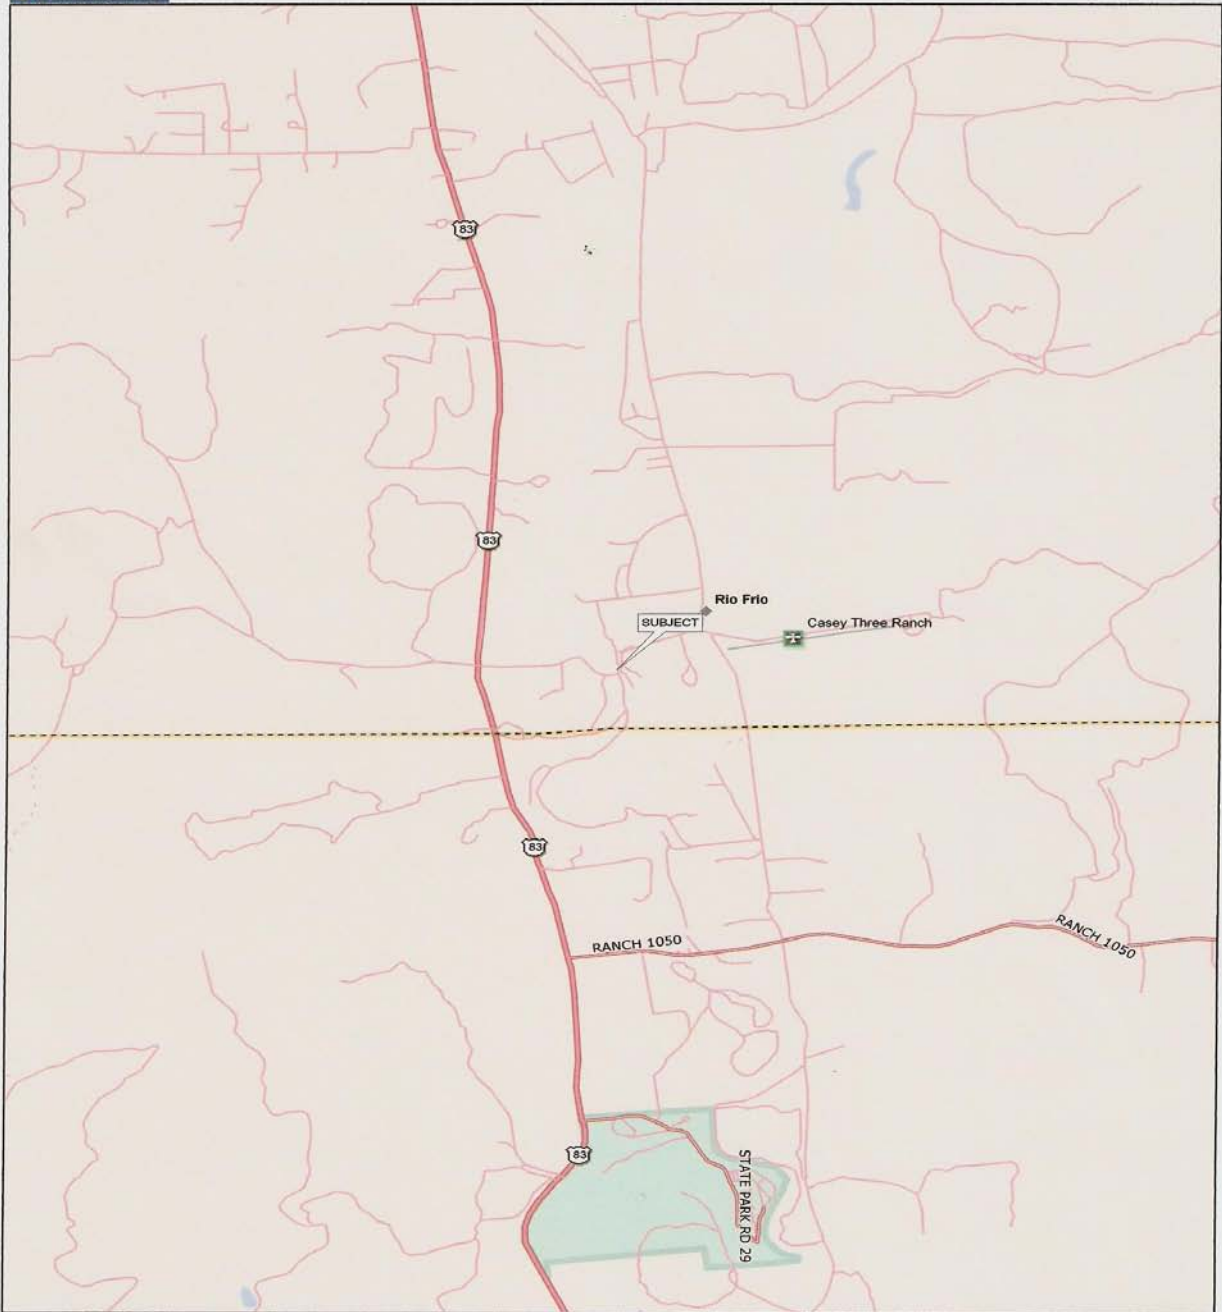 83
83
Rio Frio
SUBJECT
Casey Three Ranch
83
RANCH 1050
RANCH 1050
83
STATE PARK RD 29